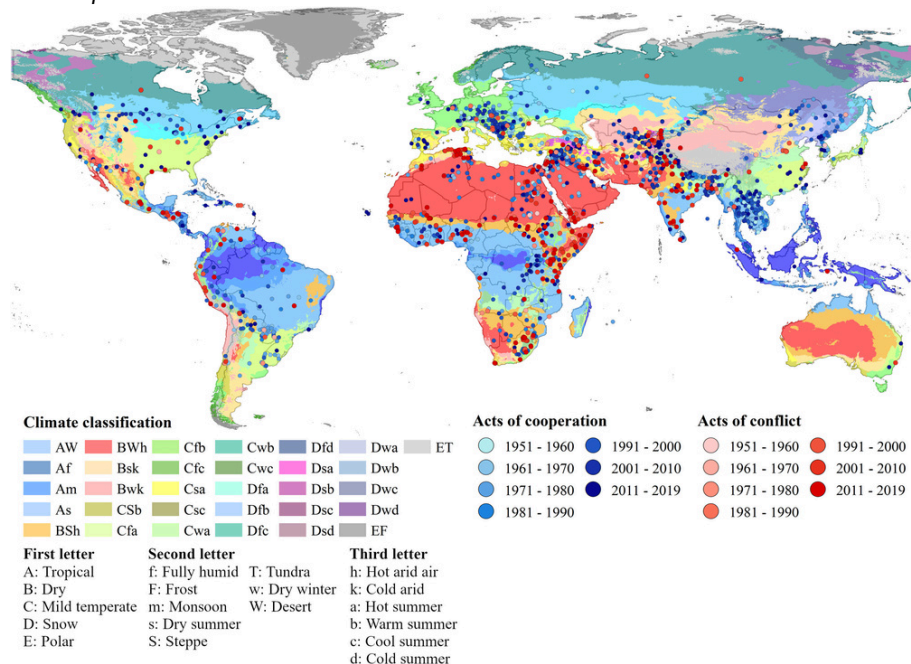 Climate classification
AW BWh Cfb Cwb Dfd Dwa ET
Af Bsk Cfc Cwc Dsa Dwb
Am Bwk Csa Dfa Dsb Dwc
As CSb Csc Dfb Dsc Dwd
BSh Cfa Cwa Dfc Dsd EF
Acts of cooperation
1951 - 1960 1991 - 2000
1961 - 1970 2001 - 2010
1971 - 1980 2011 - 2019
1981 - 1990
Acts of conflict
1951 - 1960 1991 - 2000
1961 - 1970 2001 - 2010
1971 - 1980 2011 - 2019
1981 - 1990
First letter
A: Tropical
B: Dry
C: Mild temperate
D: Snow
E: Polar
Second letter
f: Fully humid T: Tundra
F: Frost w: Dry winter
m: Monsoon W: Desert
s: Dry summer
S: Steppe
Third letter
h: Hot arid air
k: Cold arid
a: Hot summer
b: Warm summer
c: Cool summer
d: Cold summer